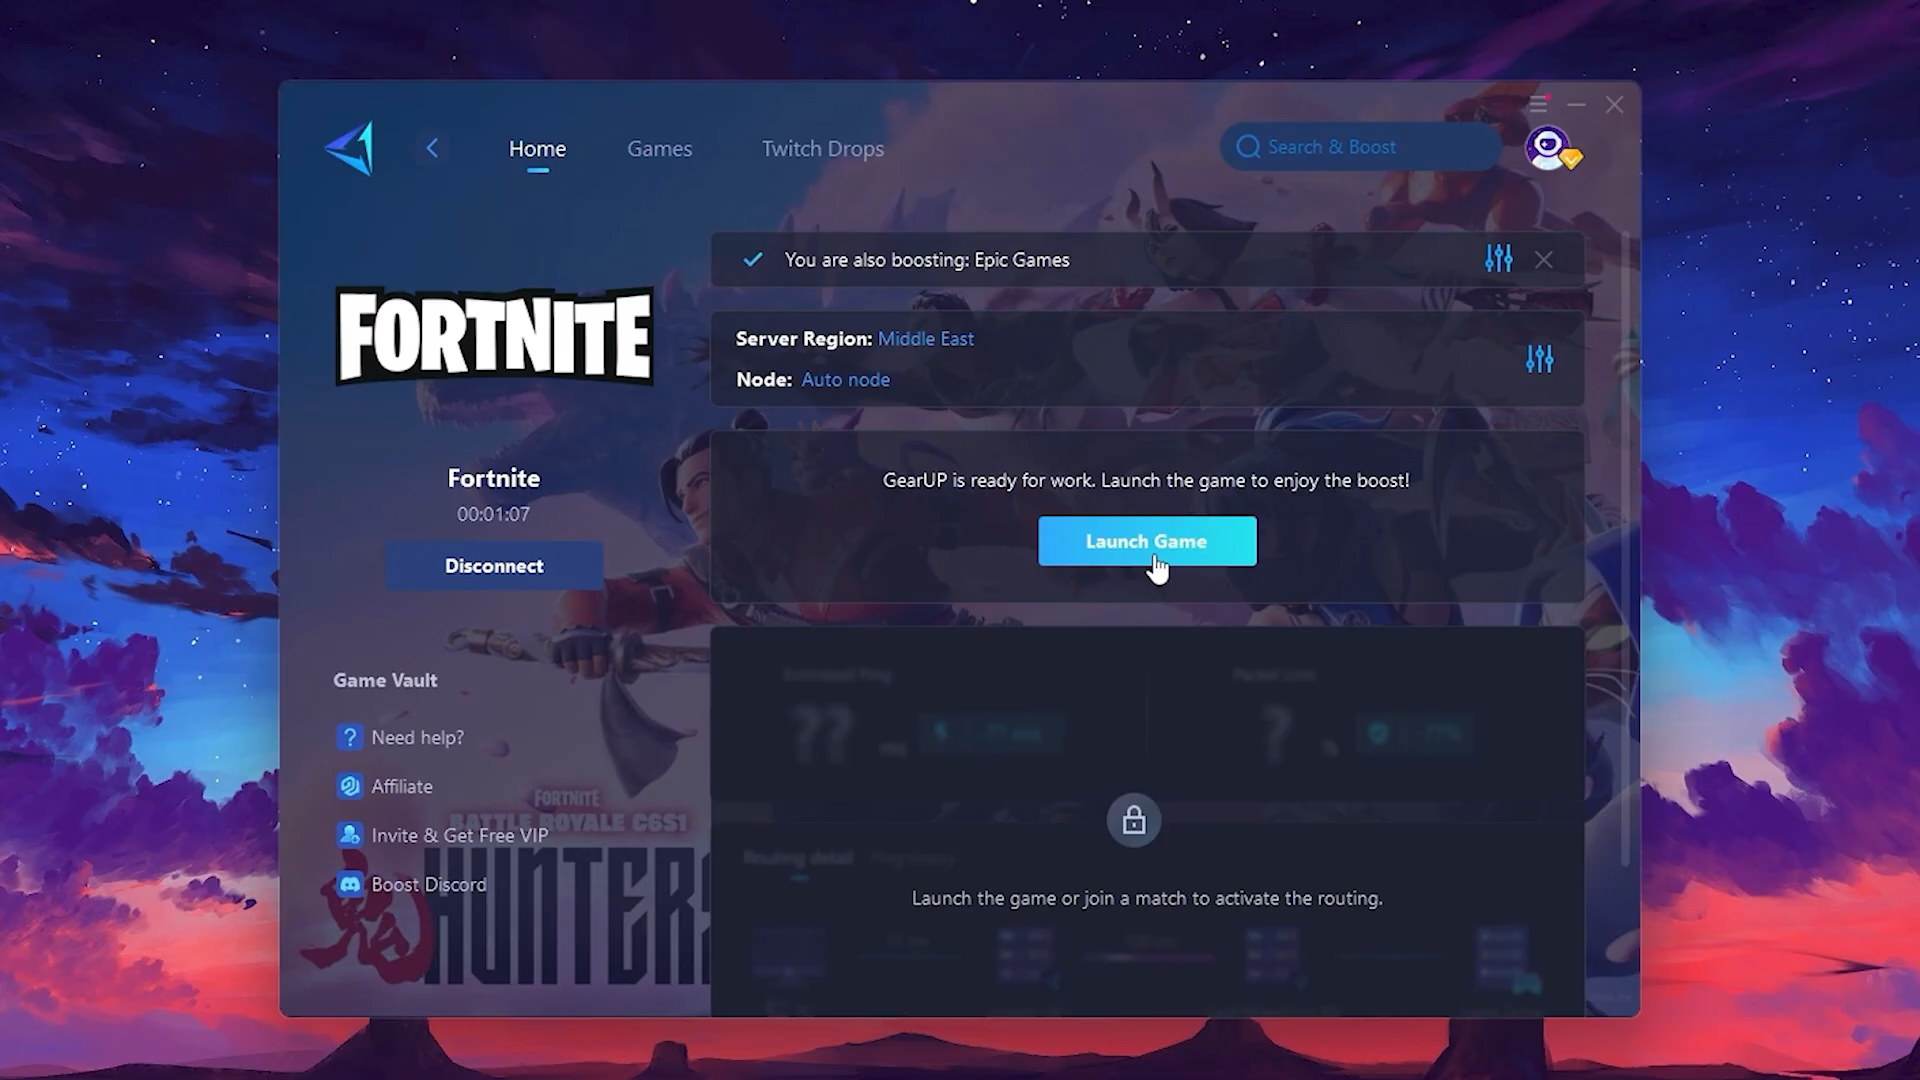 Home
Games
Twitch Drops
Search & Boost
You are also boosting: Epic Games
FORTNITE
Server Region: Middle East
Node: Auto node
Fortnite
00:01:07
Disconnect
GearUP is ready for work. Launch the game to enjoy the boost!
Launch Game
Game Vault
Need help?
Affiliate
Invite & Get Free VIP
Boost Discord
FORTNITE
BATTLE ROYALE C6S1
HUNTERS
鬼
??
?
Routing detail
Launch the game or join a match to activate the routing.